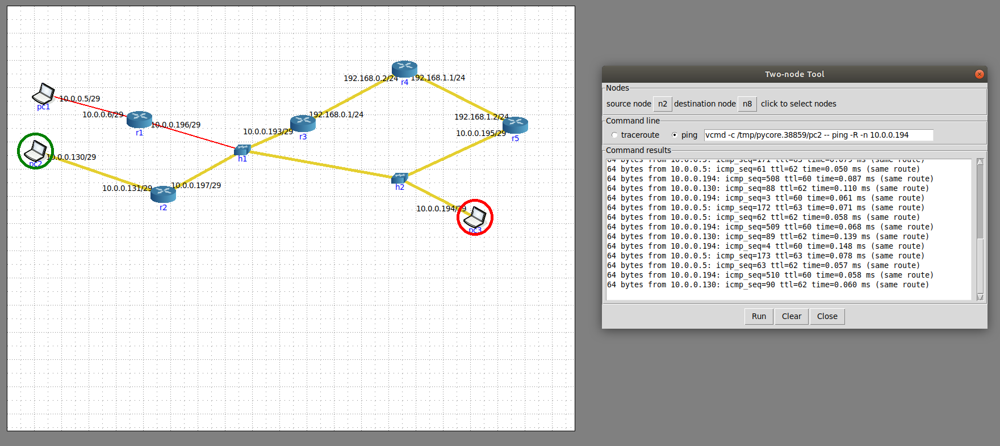 192.168.0.2/24
192.168.1.1/24
r4
10.0.0.5/29
pc1
10.0.0.6/29
r1
10.0.0.196/29
192.168.0.1/24
10.0.0.193/29
r3
192.168.1.2/24
10.0.0.195/29
r5
h1
10.0.0.130/29
pc2
10.0.0.131/29
10.0.0.197/29
r2
h2
10.0.0.194/29
pc3
Two-node Tool
Nodes
source node n2 destination node n8 click to select nodes
Command line
traceroute ping vcmd -c /tmp/pycore.38859/pc2 -- ping -R -n 10.0.0.194
Command results
64 bytes from 10.0.0.5: icmp_seq=171 ttl=63 time=0.079 ms (same route)
64 bytes from 10.0.0.5: icmp_seq=61 ttl=62 time=0.050 ms (same route)
64 bytes from 10.0.0.194: icmp_seq=508 ttl=60 time=0.087 ms (same route)
64 bytes from 10.0.0.130: icmp_seq=88 ttl=62 time=0.110 ms (same route)
64 bytes from 10.0.0.194: icmp_seq=3 ttl=60 time=0.061 ms (same route)
64 bytes from 10.0.0.5: icmp_seq=172 ttl=63 time=0.071 ms (same route)
64 bytes from 10.0.0.5: icmp_seq=62 ttl=62 time=0.058 ms (same route)
64 bytes from 10.0.0.194: icmp_seq=509 ttl=60 time=0.068 ms (same route)
64 bytes from 10.0.0.130: icmp_seq=89 ttl=62 time=0.139 ms (same route)
64 bytes from 10.0.0.194: icmp_seq=4 ttl=60 time=0.148 ms (same route)
64 bytes from 10.0.0.5: icmp_seq=173 ttl=63 time=0.078 ms (same route)
64 bytes from 10.0.0.5: icmp_seq=63 ttl=62 time=0.057 ms (same route)
64 bytes from 10.0.0.194: icmp_seq=510 ttl=60 time=0.058 ms (same route)
64 bytes from 10.0.0.130: icmp_seq=90 ttl=62 time=0.060 ms (same route)
Run Clear Close